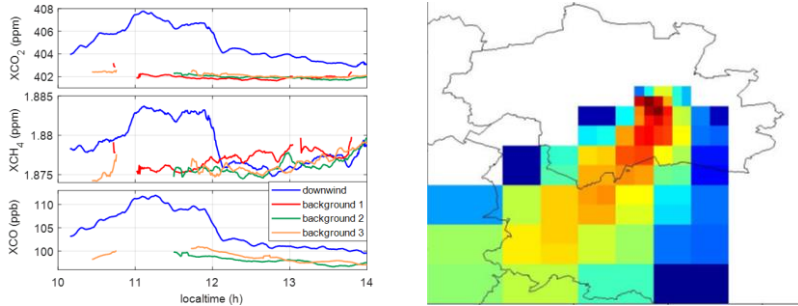 408
406
404
402
XCO2 (ppm)
1.885
1.88
1.875
XCH4 (ppm)
110
105
100
XCO (ppb)
downwind
background 1
background 2
background 3
10 11 12 13 14
localtime (h)